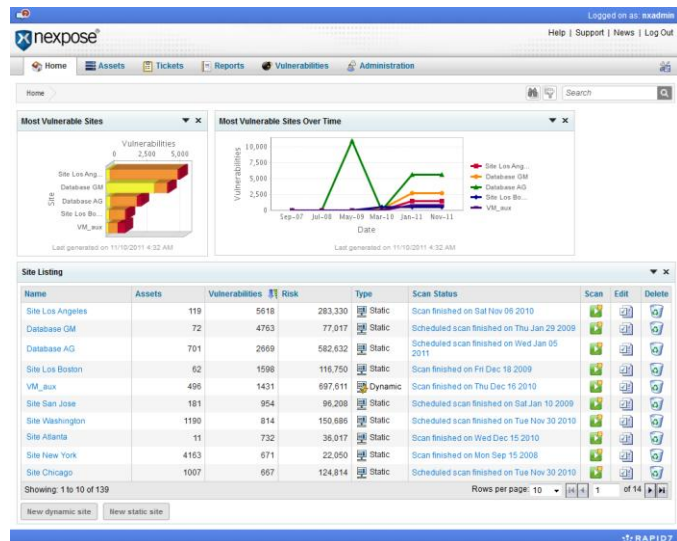 Logged on as: nxadmin
nexpose®
Help | Support | News | Log Out
Home Assets Tickets Reports Vulnerabilities Administration
Home
Search
Most Vulnerable Sites
Vulnerabilities
0 2,500 5,000
Site
Site Los Ang...
Database GM
Database AG
Site Los Bo...
VM_aux
Last generated on 11/10/2011 4:32 AM
Most Vulnerable Sites Over Time
Vulnerabilities
10,000
7,500
5,000
2,500
0
Sep-07 Jul-08 May-09 Mar-10 Jan-11 Nov-11
Date
Site Los Ang...
Database GM
Database AG
Site Los Bo...
VM_aux
Last generated on 11/10/2011 4:32 AM
Site Listing
Name Assets Vulnerabilities Risk Type Scan Status Scan Edit Delete
Site Los Angeles 119 5618 283,330 Static Scan finished on Sat Nov 06 2010
Database GM 72 4763 77,017 Static Scheduled scan finished on Thu Jan 29 2009
Database AG 701 2669 582,632 Static Scheduled scan finished on Wed Jan 05
2011
Site Los Boston 62 1598 116,750 Static Scan finished on Fri Dec 18 2009
VM_aux 496 1431 697,611 Dynamic Scan finished on Thu Dec 16 2010
Site San Jose 181 954 96,208 Static Scheduled scan finished on Sat Jan 10 2009
Site Washington 1190 814 150,686 Static Scheduled scan finished on Tue Nov 30 2010
Site Atlanta 11 732 36,017 Static Scan finished on Wed Dec 15 2010
Site New York 4163 671 22,050 Static Scan finished on Mon Sep 15 2008
Site Chicago 1007 667 124,814 Static Scheduled scan finished on Tue Nov 30 2010
Showing: 1 to 10 of 139
Rows per page: 10 1 of 14
New dynamic site New static site
RAPID7